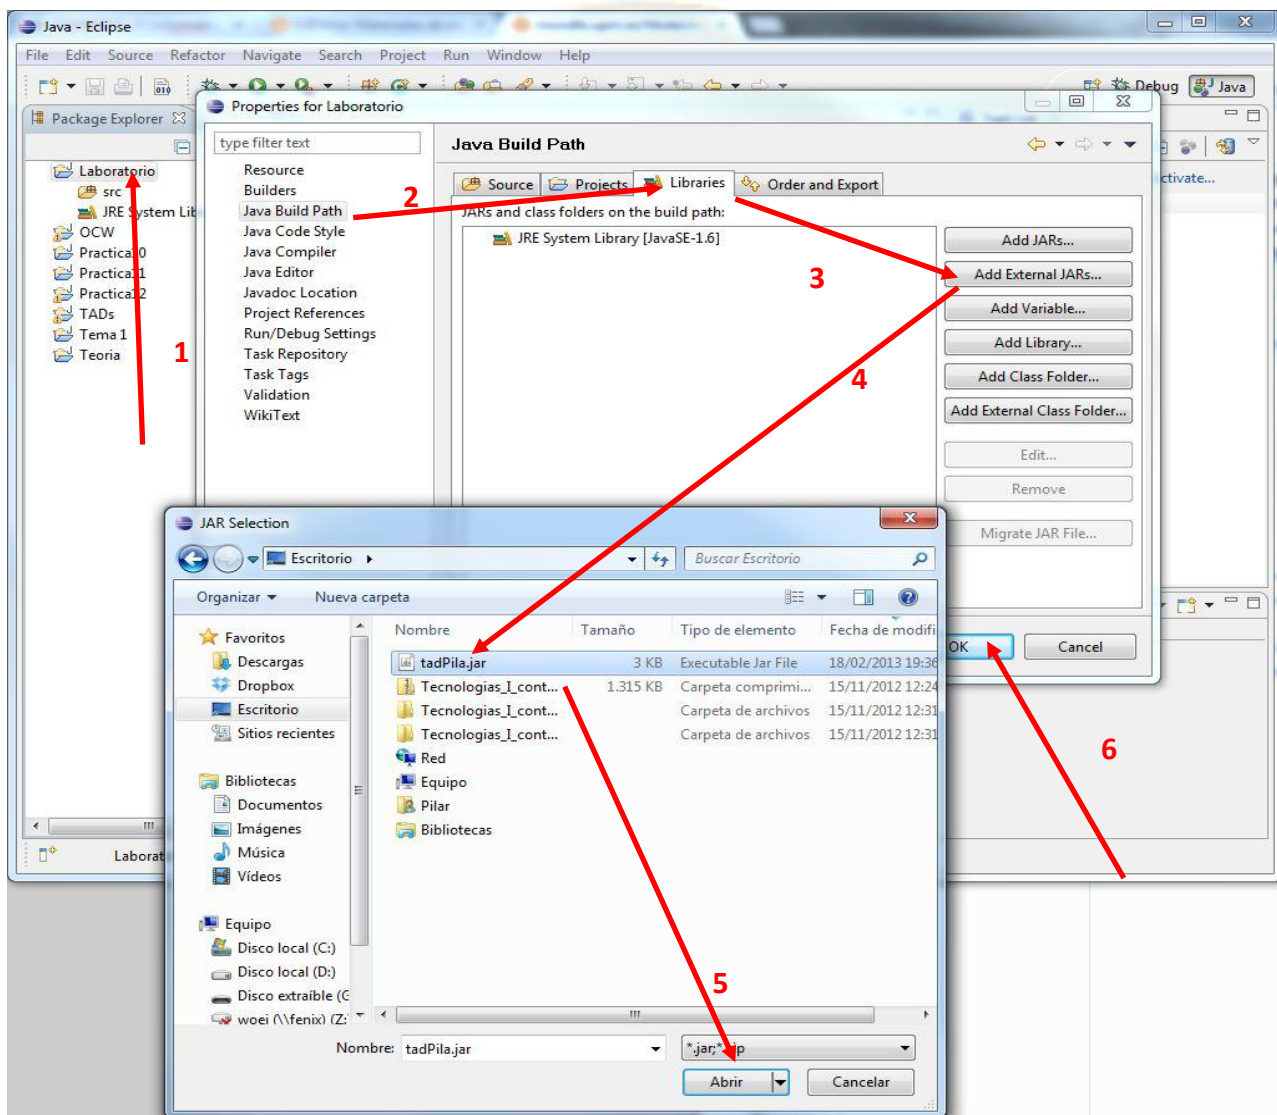 Java - Eclipse
File Edit Source Refactor Navigate Search Project Run Window Help
Debug Java
Package Explorer
Laboratorio
src
JRE System Lib
OCW
TADs
Tema 1
Teoria
1
Properties for Laboratorio
type filter text
Resource
Builders
Java Build Path
Java Code Style
Java Compiler
Java Editor
Javadoc Location
Project References
Run/Debug Settings
Task Repository
Task Tags
Validation
WikiText
Java Build Path
2
Source Projects Libraries Order and Export
JARs and class folders on the build path:
JRE System Library [JavaSE-1.6]
3
4
Add JARs...
Add External JARs...
Add Variable...
Add Library...
Add Class Folder...
Add External Class Folder...
Edit...
Remove
Migrate JAR File...
OK Cancel
6
ctivate...
JAR Selection
Escritorio
Buscar Escritorio
Organizar Nueva carpeta
Favoritos
Descargas
Dropbox
Escritorio
Sitios recientes
Bibliotecas
Documentos
Imágenes
Música
Vídeos
Equipo
Disco local (C:)
Disco local (D:)
Disco extraíble (G
woei (\\fenix) (Z:
Nombre Tamaño Tipo de elemento Fecha de modifi
tadPila.jar 3 KB Executable Jar File 18/02/2013 19:36
Tecnologias_I_cont... 1.315 KB Carpeta comprimi... 15/11/2012 12:24
Tecnologias_I_cont... Carpeta de archivos 15/11/2012 12:31
Tecnologias_I_cont... Carpeta de archivos 15/11/2012 12:31
Red
Equipo
Pilar
Bibliotecas
5
Nombre: tadPila.jar
Abrir Cancelar
Laborat